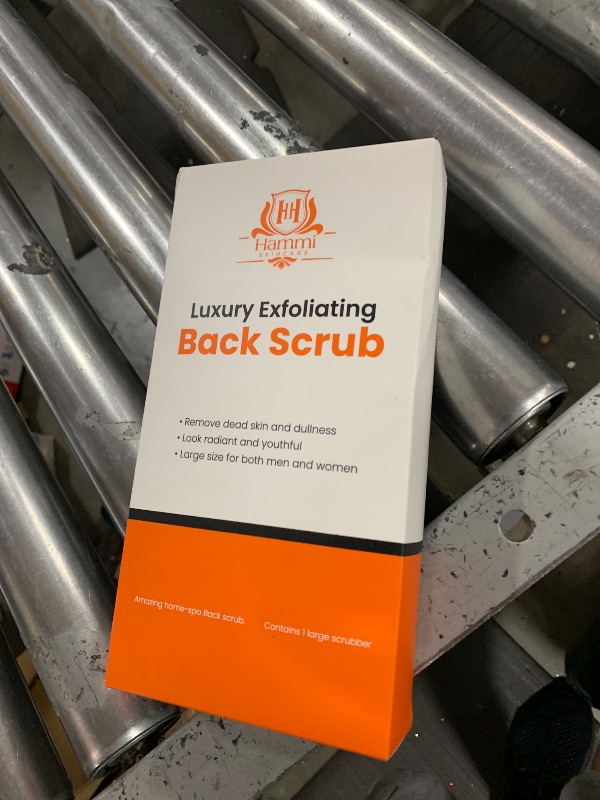 HH
Hammi
SKINCARE
Luxury Exfoliating
Back Scrub
• Remove dead skin and dullness
• Look radiant and youthful
• Large size for both men and women
Amazing home-spa Back scrub.
Contains 1 large scrubber